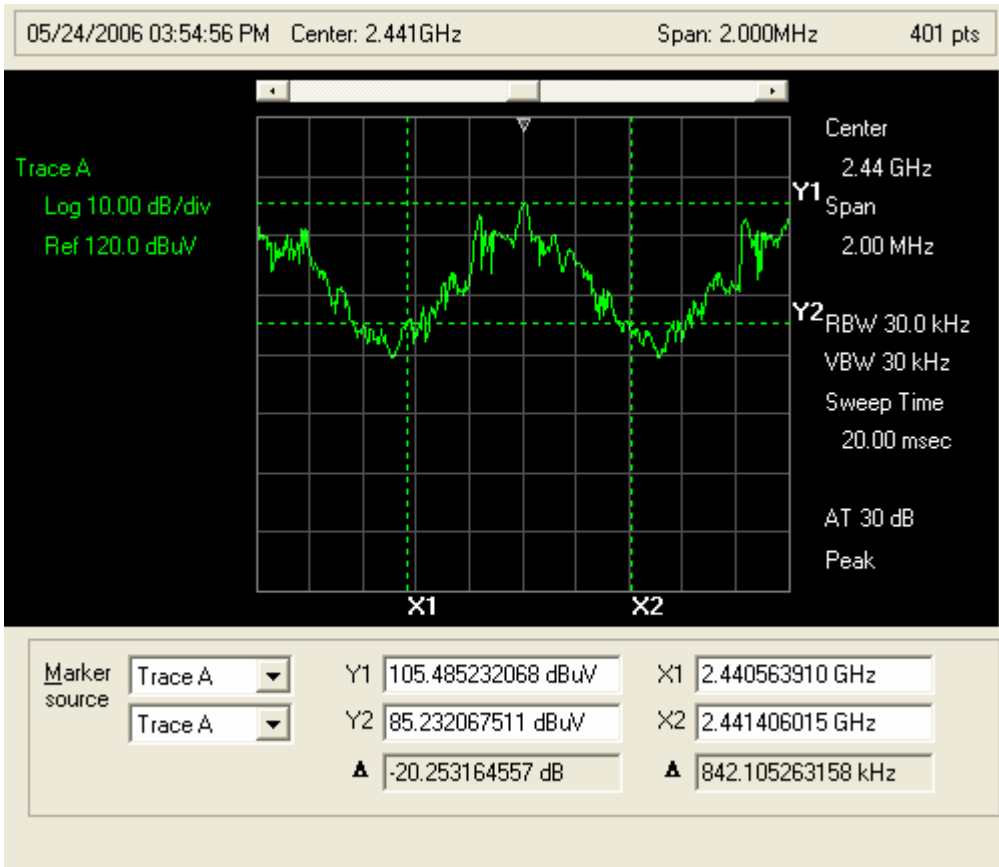 05/24/2006 03:54:56 PM Center: 2.441GHz Span: 2.000MHz 401 pts
Trace A
Log 10.00 dB/div
Ref 120.0 dBuV
Y1
Y2
X1 X2
Center
2.44 GHz
Span
2.00 MHz
RBW 30.0 kHz
VBW 30 kHz
Sweep Time
20.00 msec
AT 30 dB
Peak
Marker source
Trace A
Trace A
Y1 105.485232068 dBuV X1 2.440563910 GHz
Y2 85.232067511 dBuV X2 2.441406015 GHz
Δ -20.253164557 dB Δ 842.105263158 kHz